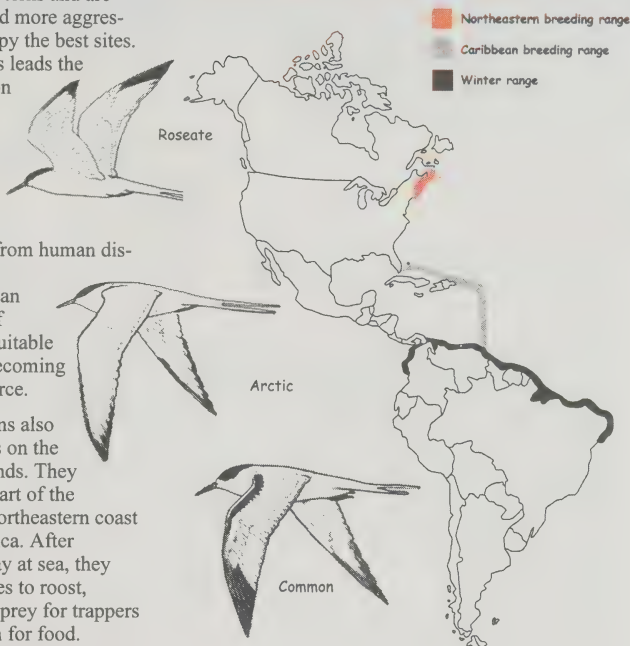 d more aggres-
py the best sites.
s leads the
n
from human dis-
an
f
uitable
ecoming
rce.
ns also
s on the
nds. They
art of the
ortheastern coast
ca. After
y at sea, they
es to roost,
prey for trappers
n for food.
Roseate
Arctic
Common
Northeastern breeding range
Caribbean breeding range
Winter range